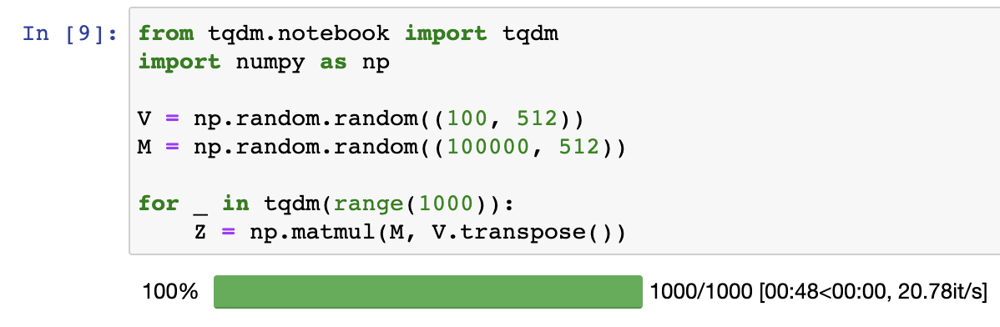 In [9]: from tqdm.notebook import tqdm
import numpy as np
V = np.random.random((100, 512))
M = np.random.random((100000, 512))
for _ in tqdm(range(1000)):
    Z = np.matmul(M, V.transpose())
100% 1000/1000 [00:48<00:00, 20.78it/s]